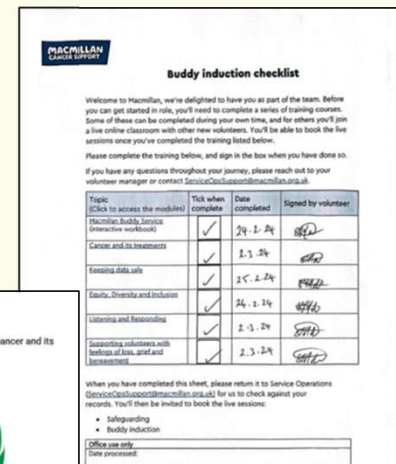 MACMILLAN
CANCER SUPPORT
Buddy induction checklist
Welcome to Macmillan, we're delighted to have you as part of the team. Before
you can get started in role, you'll need to complete a series of training courses.
Some of these can be completed during your own time, and for others you'll join
a live online classroom with other new volunteers. You'll be able to book the live
sessions once you've completed the training listed below.
Please complete the training below, and sign in the box when you have done so.
If you have any questions throughout your journey, please reach out to your
volunteer manager or contact ServiceOpsSupport@macmillan.org.uk.
Topic (Click to access the modules) Tick when complete Date completed Signed by volunteer
Macmillan Buddy Service (interactive workbook) 24.2.24
Cancer and its treatments 2.3.24
Keeping data safe 25.2.24
Equity, Diversity and Inclusion 26.2.24
Listening and Responding 2.3.24
Supporting volunteers with feelings of loss, grief and bereavement 2.3.24
When you have completed this sheet, please return it to Service Operations
(ServiceOpsSupport@macmillan.org.uk) for us to check against your
records. You'll then be invited to book the live sessions:
• Safeguarding
• Buddy induction
Office use only
Date processed:
ancer and its